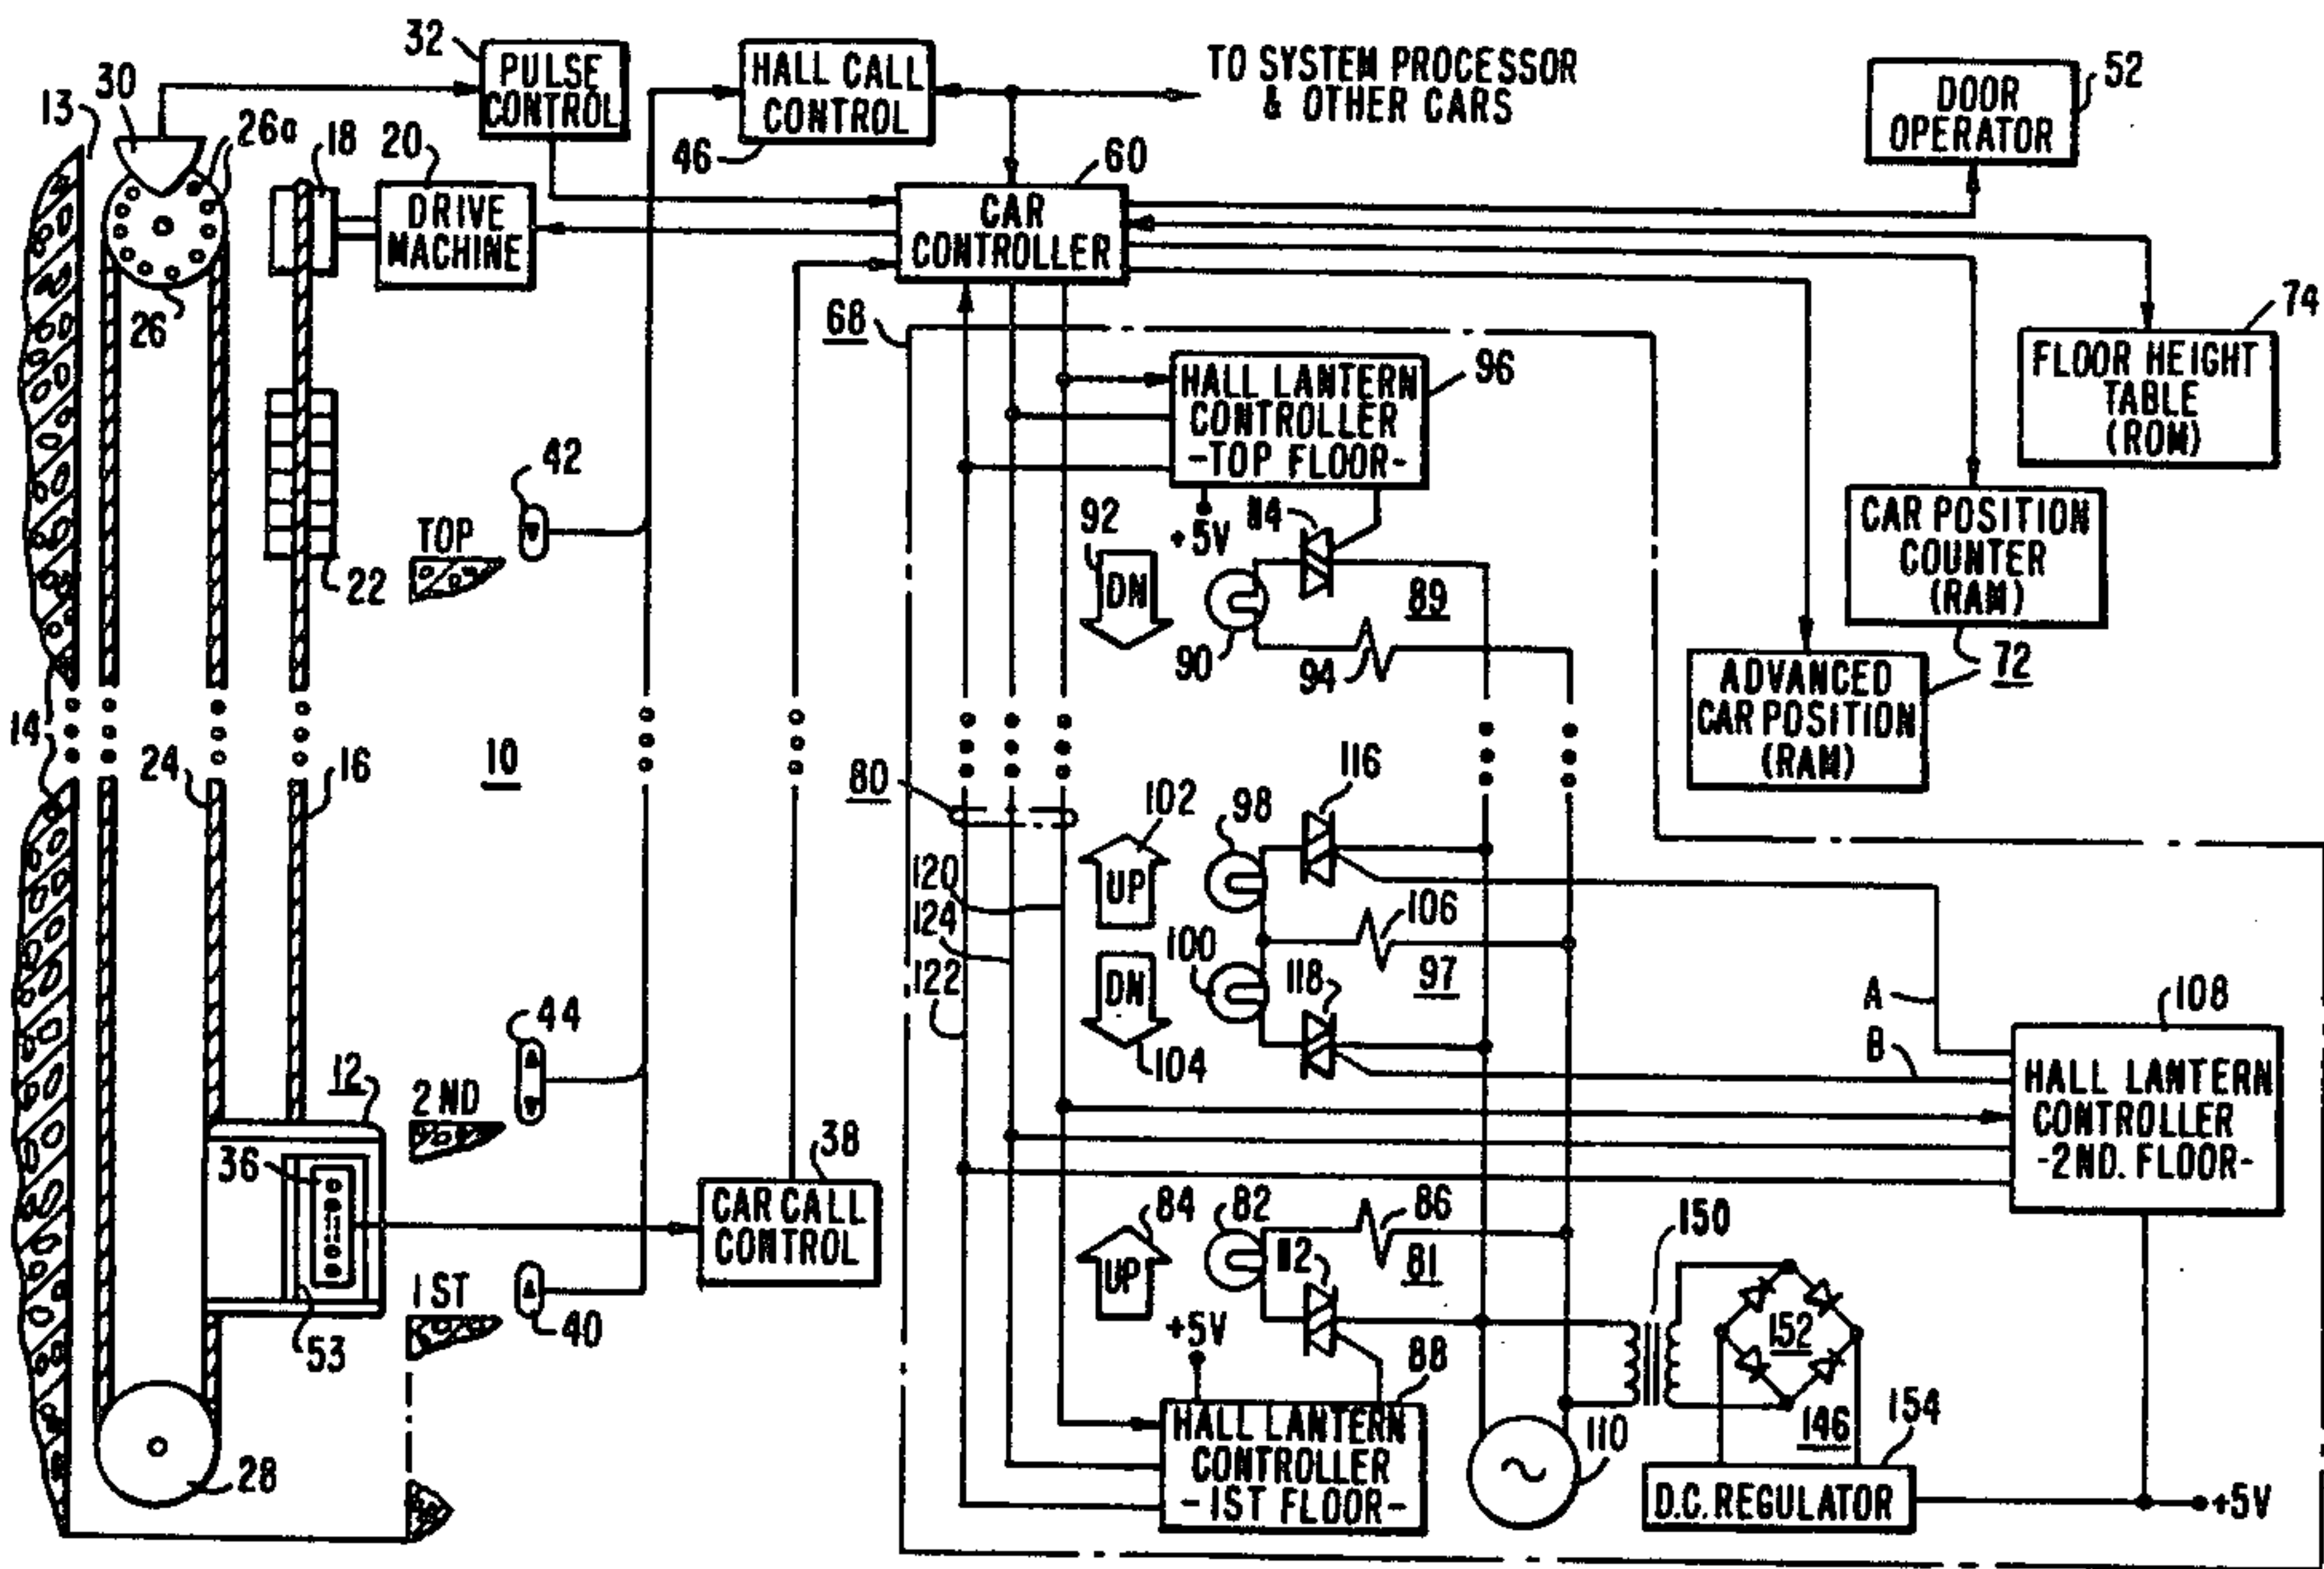 32
PULSE
CONTROL
HALL CALL
CONTROL
46
TO SYSTEM PROCESSOR
& OTHER CARS
DOOR
OPERATOR
52
13
30
26a
18
20
DRIVE
MACHINE
60
CAR
CONTROLLER
26
68
74
FLOOR HEIGHT
TABLE
(ROM)
HALL LANTERN
CONTROLLER
-TOP FLOOR-
96
42
TOP
22
92
DN
+5V
114
90
89
94
CAR POSITION
COUNTER
(RAM)
72
ADVANCED
CAR POSITION
(RAM)
14
24
16
10
80
102
UP
98
116
120
124
122
106
100
118
97
DN
104
A
B
108
HALL LANTERN
CONTROLLER
-2ND. FLOOR-
44
2ND
12
36
38
CAR CALL
CONTROL
1ST
40
53
28
84
UP
82
86
112
81
+5V
88
HALL LANTERN
CONTROLLER
-1ST FLOOR-
110
150
152
146
154
D.C. REGULATOR
+5V